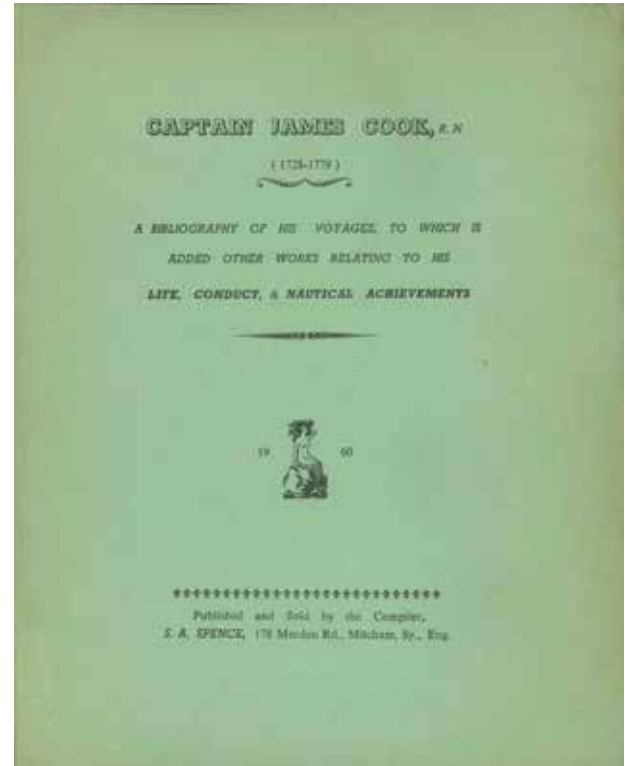 CAPTAIN JAMES COOK, R. N
(1728-1779)
A BIBLIOGRAPHY OF HIS VOYAGES, TO WHICH IS
ADDED OTHER WORKS RELATING TO HIS
LIFE, CONDUCT, & NAUTICAL ACHIEVEMENTS
19 60
Published and Sold by the Compiler,
S. A. SPENCE, 178 Rd., Mitcham, Sy., Eng.